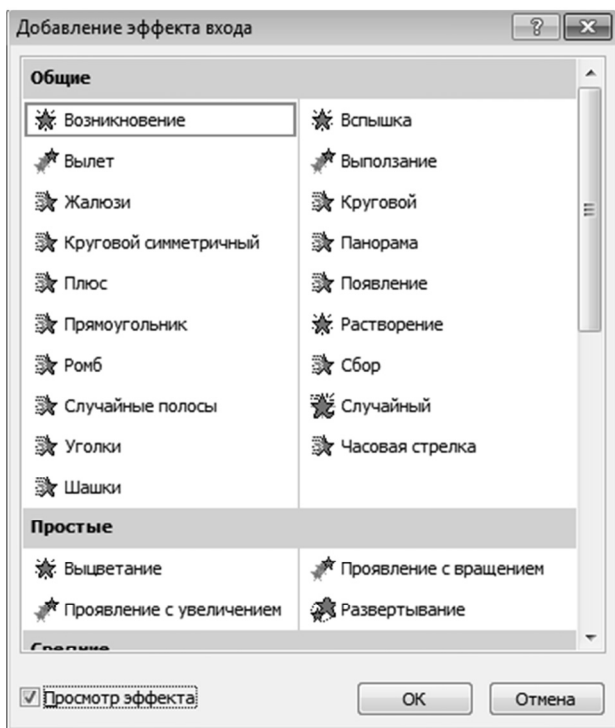 Добавление эффекта входа
Общие
Возникновение Вспышка
Вылет Выползание
Жалюзи Круговой
Круговой симметричный Панорама
Плюс Появление
Прямоугольник Растворение
Ромб Сбор
Случайные полосы Случайный
Уголки Часовая стрелка
Шашки
Простые
Выцветание Проявление с вращением
Проявление с увеличением Развертывание
Средние
Просмотр эффекта ОК Отмена